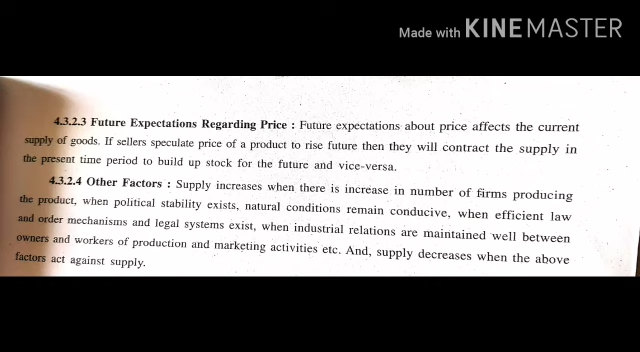 Made with KINEMASTER
4.3.2.3 Future Expectations Regarding Price : Future expectations about price affects the current
supply of goods. If sellers speculate price of a product to rise future then they will contract the supply in
the present time period to build up stock for the future and vice-versa.
4.3.2.4 Other Factors : Supply increases when there is increase in number of firms producing
the product, when political stability exists, natural conditions remain conducive, when efficient law
and order mechanisms and legal systems exist, when industrial relations are maintained well between
owners and workers of production and marketing activities etc. And, supply decreases when the above
factors act against supply.